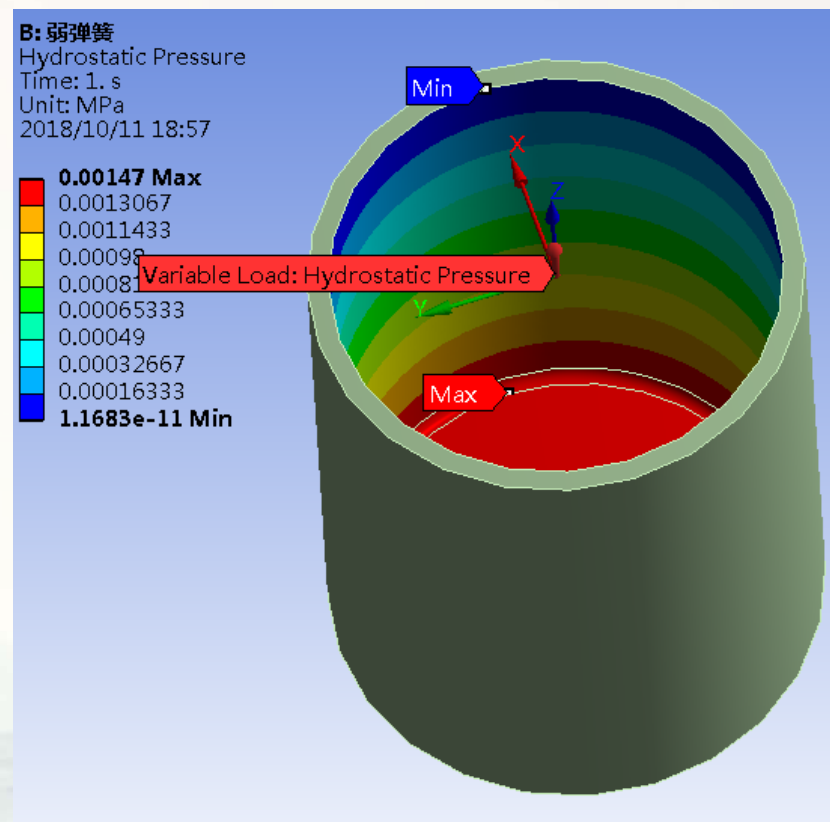 B: 弱弹簧
Hydrostatic Pressure
Time: 1. s
Unit: MPa
2018/10/11 18:57
0.00147 Max
0.0013067
0.0011433
0.00098
0.00065333
0.00049
0.00032667
0.00016333
1.1683e-11 Min
Min
X
Z
Variable Load: Hydrostatic Pressure
Y
Max